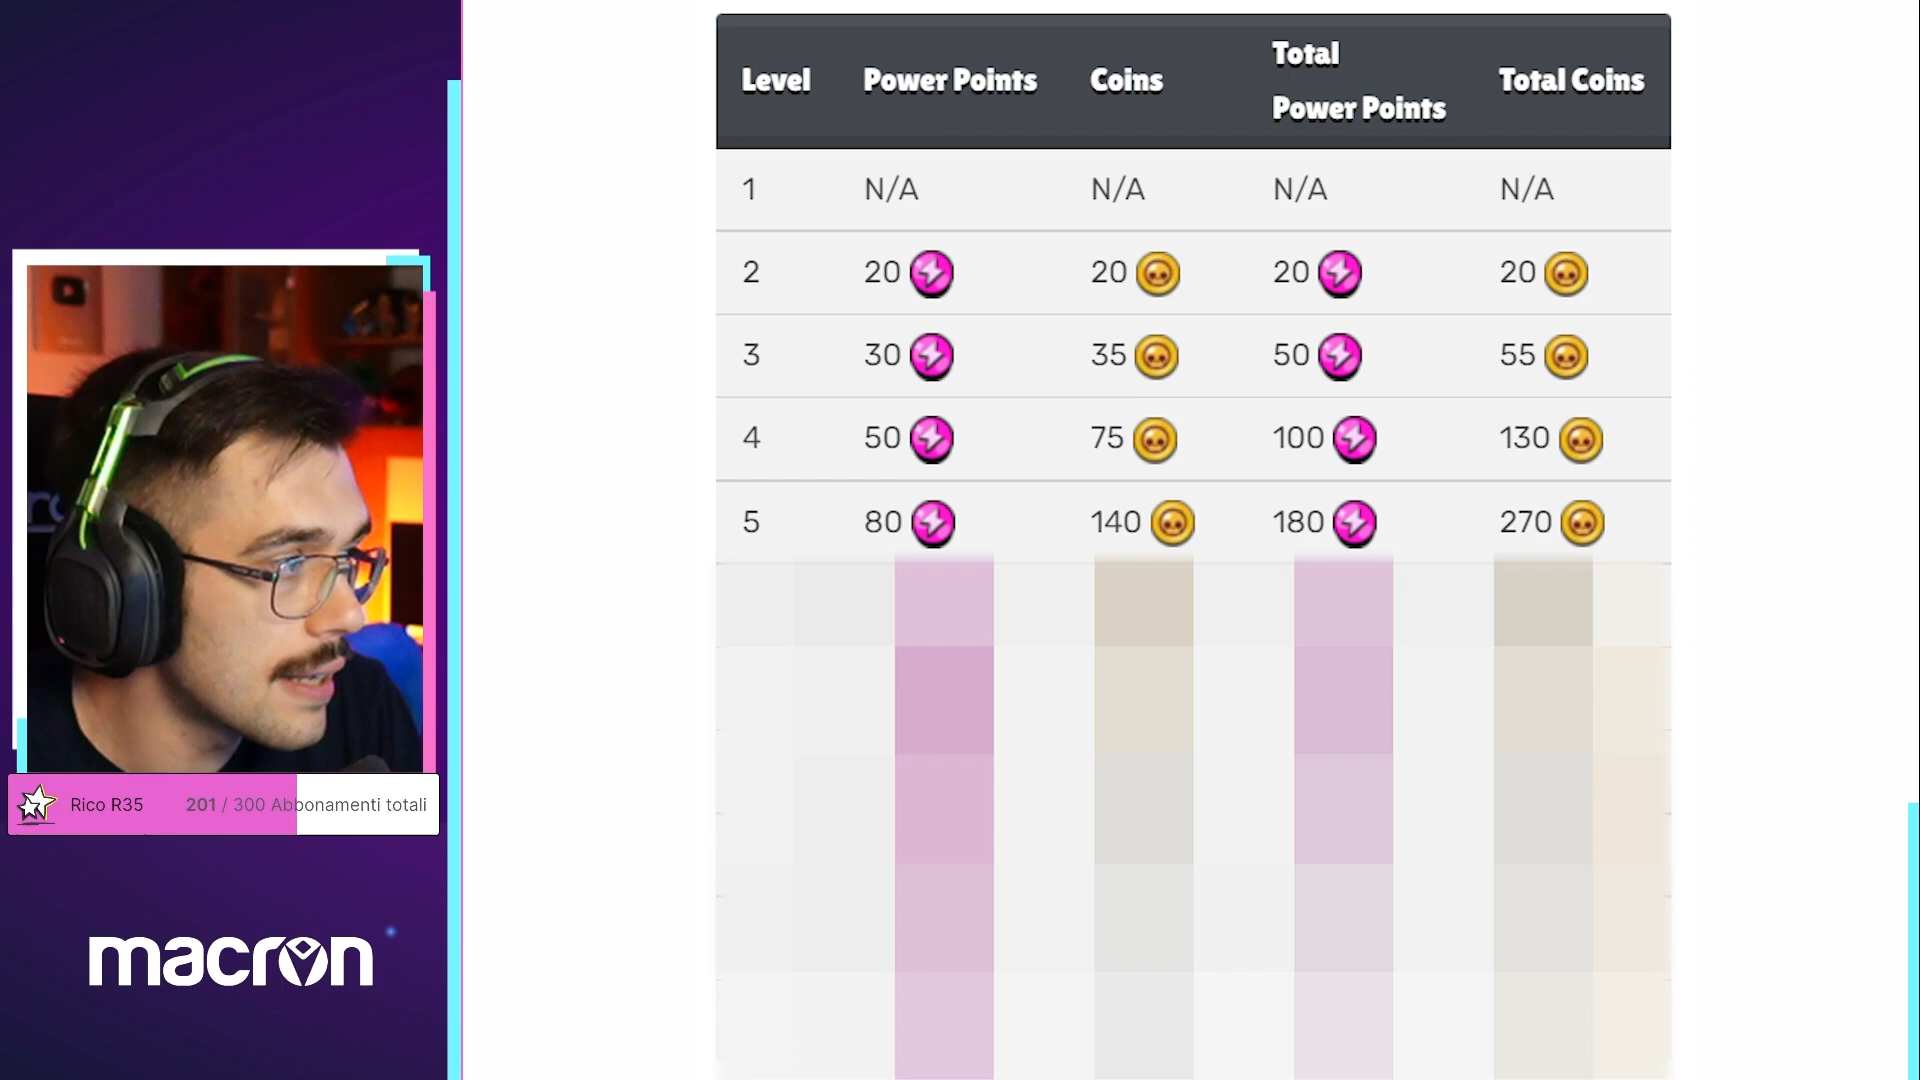 Level Power Points Coins Total Power Points Total Coins
1 N/A N/A N/A N/A
2 20 20 20 20
3 30 35 50 55
4 50 75 100 130
5 80 140 180 270
Rico R35 201 / 300 Abbonamenti totali
macron